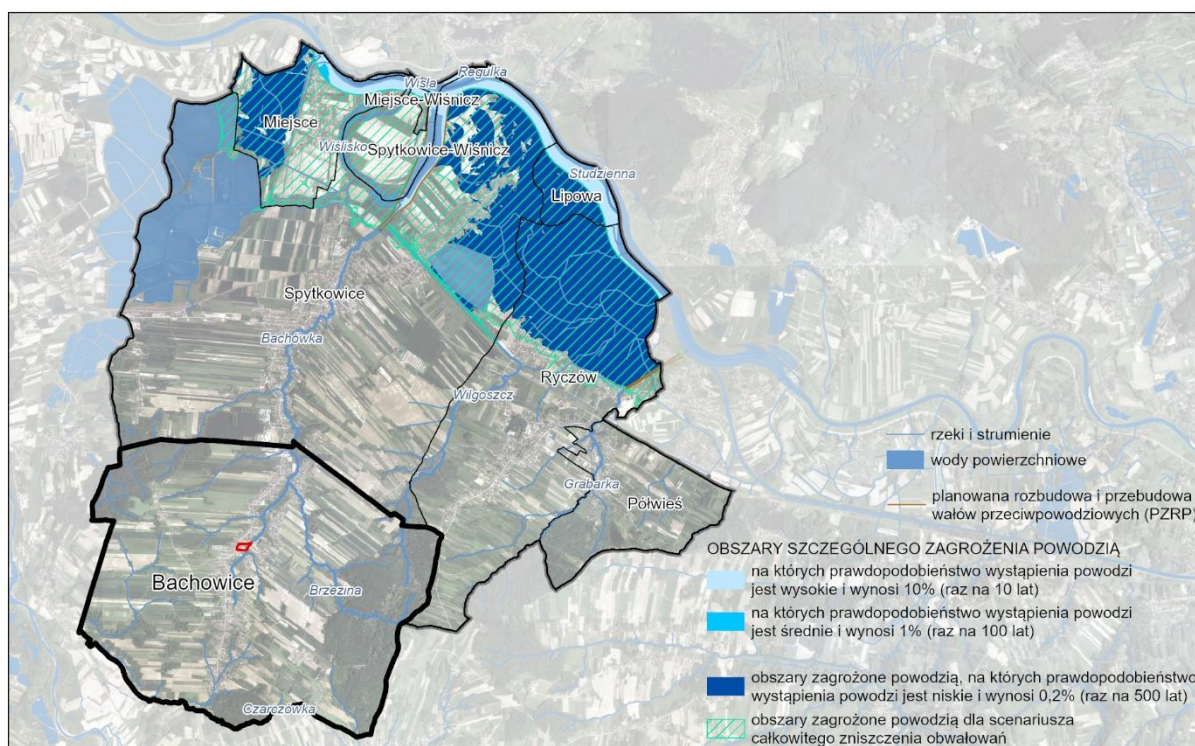 Regulka
Wisła
Miejsce-Wiśnicz
Miejsce
Wiślisko
Spytkowice-Wiśnicz
Studzienna
Lipowa
Spytkowice
Bachówka
Ryczów
Wilgoszcz
Grabarka
Półwieś
Bachowice
Brzezina
Czarczówka
rzeki i strumienie
wody powierzchniowe
planowana rozbudowa i przebudowa
wałów przeciwpowodziowych (PZRP)
OBSZARY SZCZEGÓLNEGO ZAGROŻENIA POWODZIĄ
na których prawdopodobieństwo wystąpienia powodzi
jest wysokie i wynosi 10% (raz na 10 lat)
na których prawdopodobieństwo wystąpienia powodzi
jest średnie i wynosi 1% (raz na 100 lat)
obszary zagrożone powodzią, na których prawdopodobieństwo
wystąpienia powodzi jest niskie i wynosi 0,2% (raz na 500 lat)
obszary zagrożone powodzią dla scenariusza
całkowitego zniszczenia obwałowań